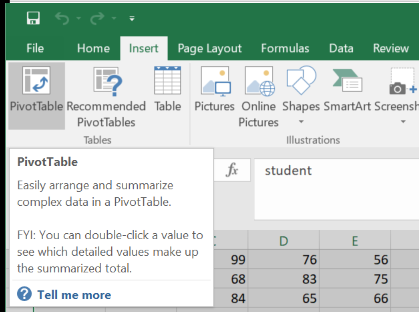 File Home Insert Page Layout Formulas Data Review
PivotTable Recommended PivotTables Table Pictures Online Pictures Shapes SmartArt Screensh
Tables Illustrations
PivotTable
Easily arrange and summarize
complex data in a PivotTable.
FYI: You can double-click a value to
see which detailed values make up
the summarized total.
? Tell me more
fx student
D E
99 76 56
68 83 75
84 65 66